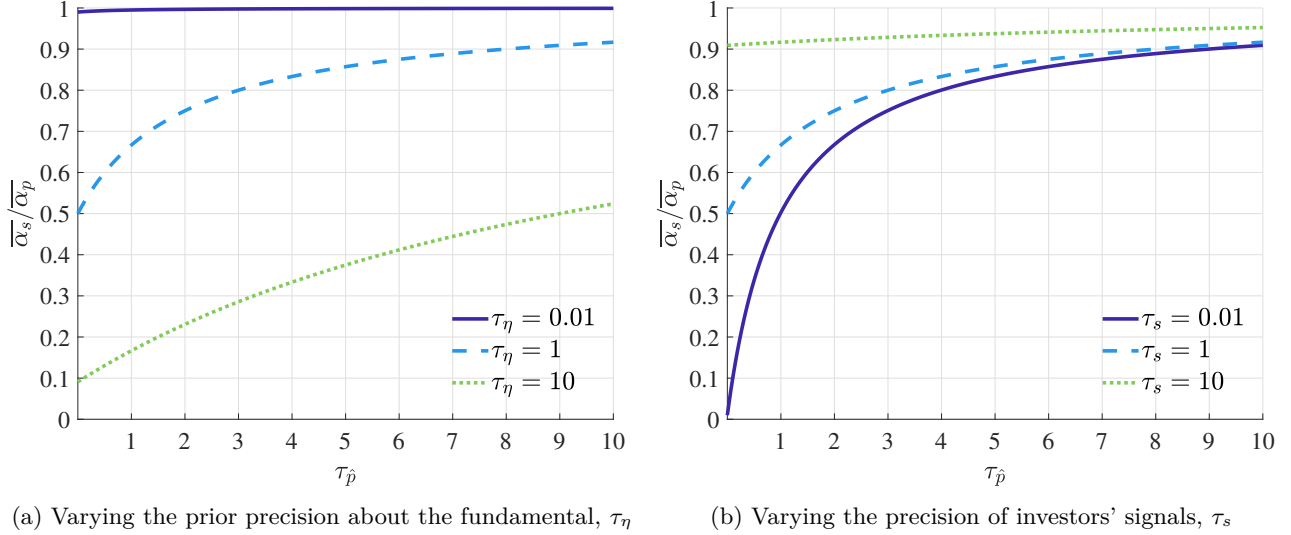 1
0.9
0.8
0.7
0.6
0.5
0.4
0.3
0.2
0.1
0
α̅s̅/α̅p̅
τ_η = 0.01
τ_η = 1
τ_η = 10
1 2 3 4 5 6 7 8 9 10
τ_p̂
(a) Varying the prior precision about the fundamental, τ_η
1
0.9
0.8
0.7
0.6
0.5
0.4
0.3
0.2
0.1
0
α̅s̅/α̅p̅
τ_s = 0.01
τ_s = 1
τ_s = 10
1 2 3 4 5 6 7 8 9 10
τ_p̂
(b) Varying the precision of investors' signals, τ_s